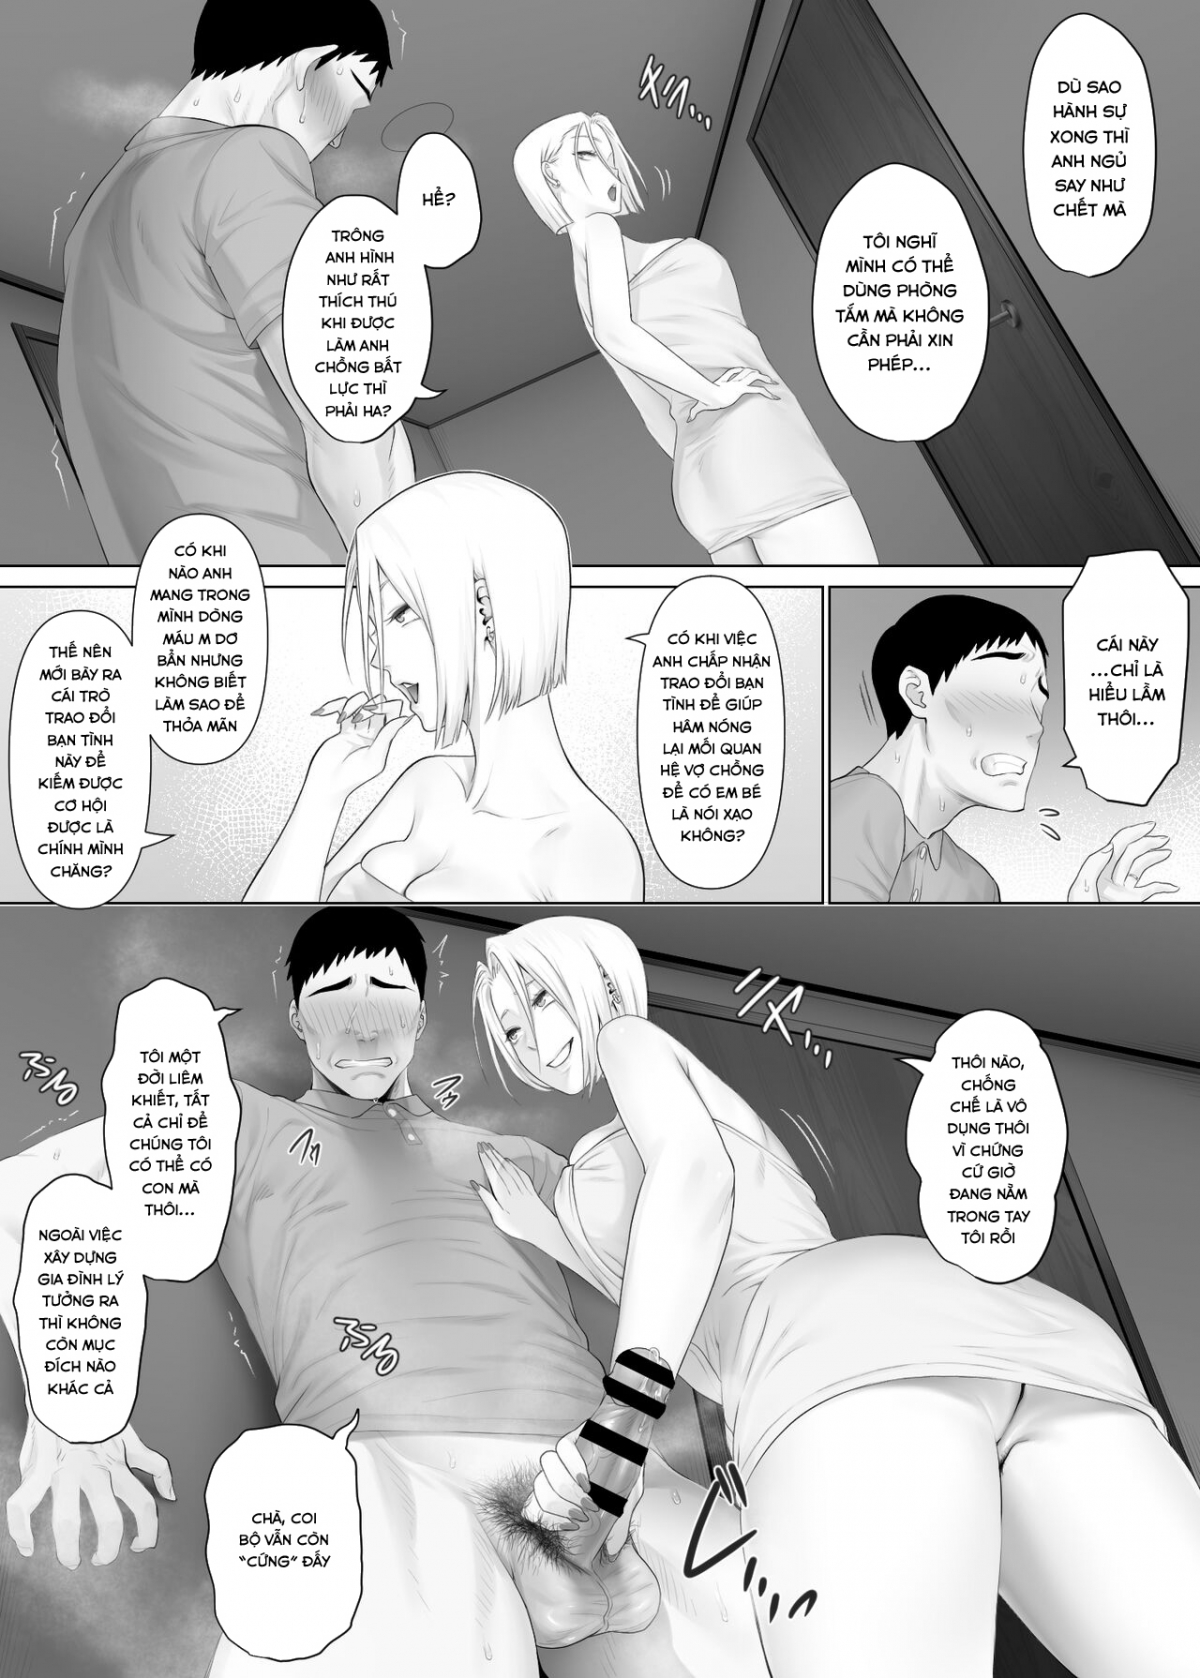 DÙ SAO
HÀNH SỰ
XONG THÌ
ANH NGỦ
SAY NHƯ
CHẾT MÀ
TÔI NGHĨ
MÌNH CÓ THỂ
DÙNG PHÒNG
TẮM MÀ KHÔNG
CẦN PHẢI XIN
PHÉP...
HỂ?
TRÔNG
ANH HÌNH
NHƯ RẤT
THÍCH THÚ
KHI ĐƯỢC
LÀM ANH
CHỒNG BẤT
LỰC THÌ
PHẢI HA?
CÁI NÀY
...CHỈ LÀ
HIỂU LẦM
THÔI...
CÓ KHI VIỆC
ANH CHẤP NHẬN
TRAO ĐỔI BẠN
TÌNH ĐỂ GIÚP
HÂM NÓNG
LẠI MỐI QUAN
HỆ VỢ CHỒNG
ĐỂ CÓ EM BÉ
LÀ NÓI XẠO
KHÔNG?
CÓ KHI
NÀO ANH
MANG TRONG
MÌNH DÒNG
MÁU M DƠ
BẨN NHƯNG
KHÔNG BIẾT
LÀM SAO ĐỂ
THỎA MÃN
THẾ NÊN
MỚI BÀY RA
CÁI TRÒ
TRAO ĐỔI
BẠN TÌNH
NÀY ĐỂ
KIẾM ĐƯỢC
CƠ HỘI
ĐƯỢC LÀ
CHÍNH MÌNH
CHĂNG?
THÔI NÀO,
CHỐNG
CHẾ LÀ VÔ
DỤNG THÔI
VÌ CHỨNG
CỨ GIỜ
ĐANG NẰM
TRONG TAY
TÔI RỒI
TÔI MỘT
ĐỜI LIÊM
KHIẾT, TẤT
CẢ CHỈ ĐỂ
CHÚNG TÔI
CÓ THỂ CÓ
CON MÀ
THÔI...
NGOÀI VIỆC
XÂY DỰNG
GIA ĐÌNH LÝ
TƯỞNG RA
THÌ KHÔNG
CÒN MỤC
ĐÍCH NÀO
KHÁC CẢ
CHÀ, COI
BỘ VẪN CÒN
"CỨNG" ĐẤY